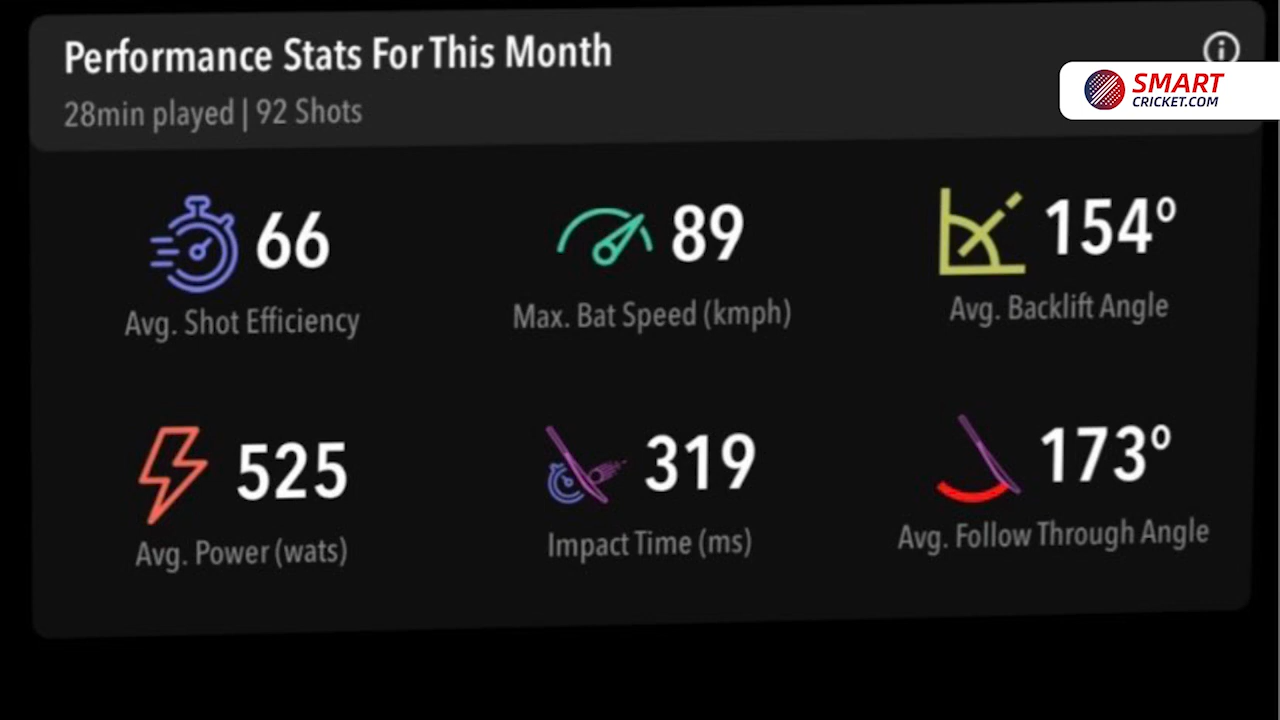 Performance Stats For This Month
28min played | 92 Shots
SMART
CRICKET.COM
66
Avg. Shot Efficiency
89
Max. Bat Speed (kmph)
154°
Avg. Backlift Angle
525
Avg. Power (wats)
319
Impact Time (ms)
173°
Avg. Follow Through Angle